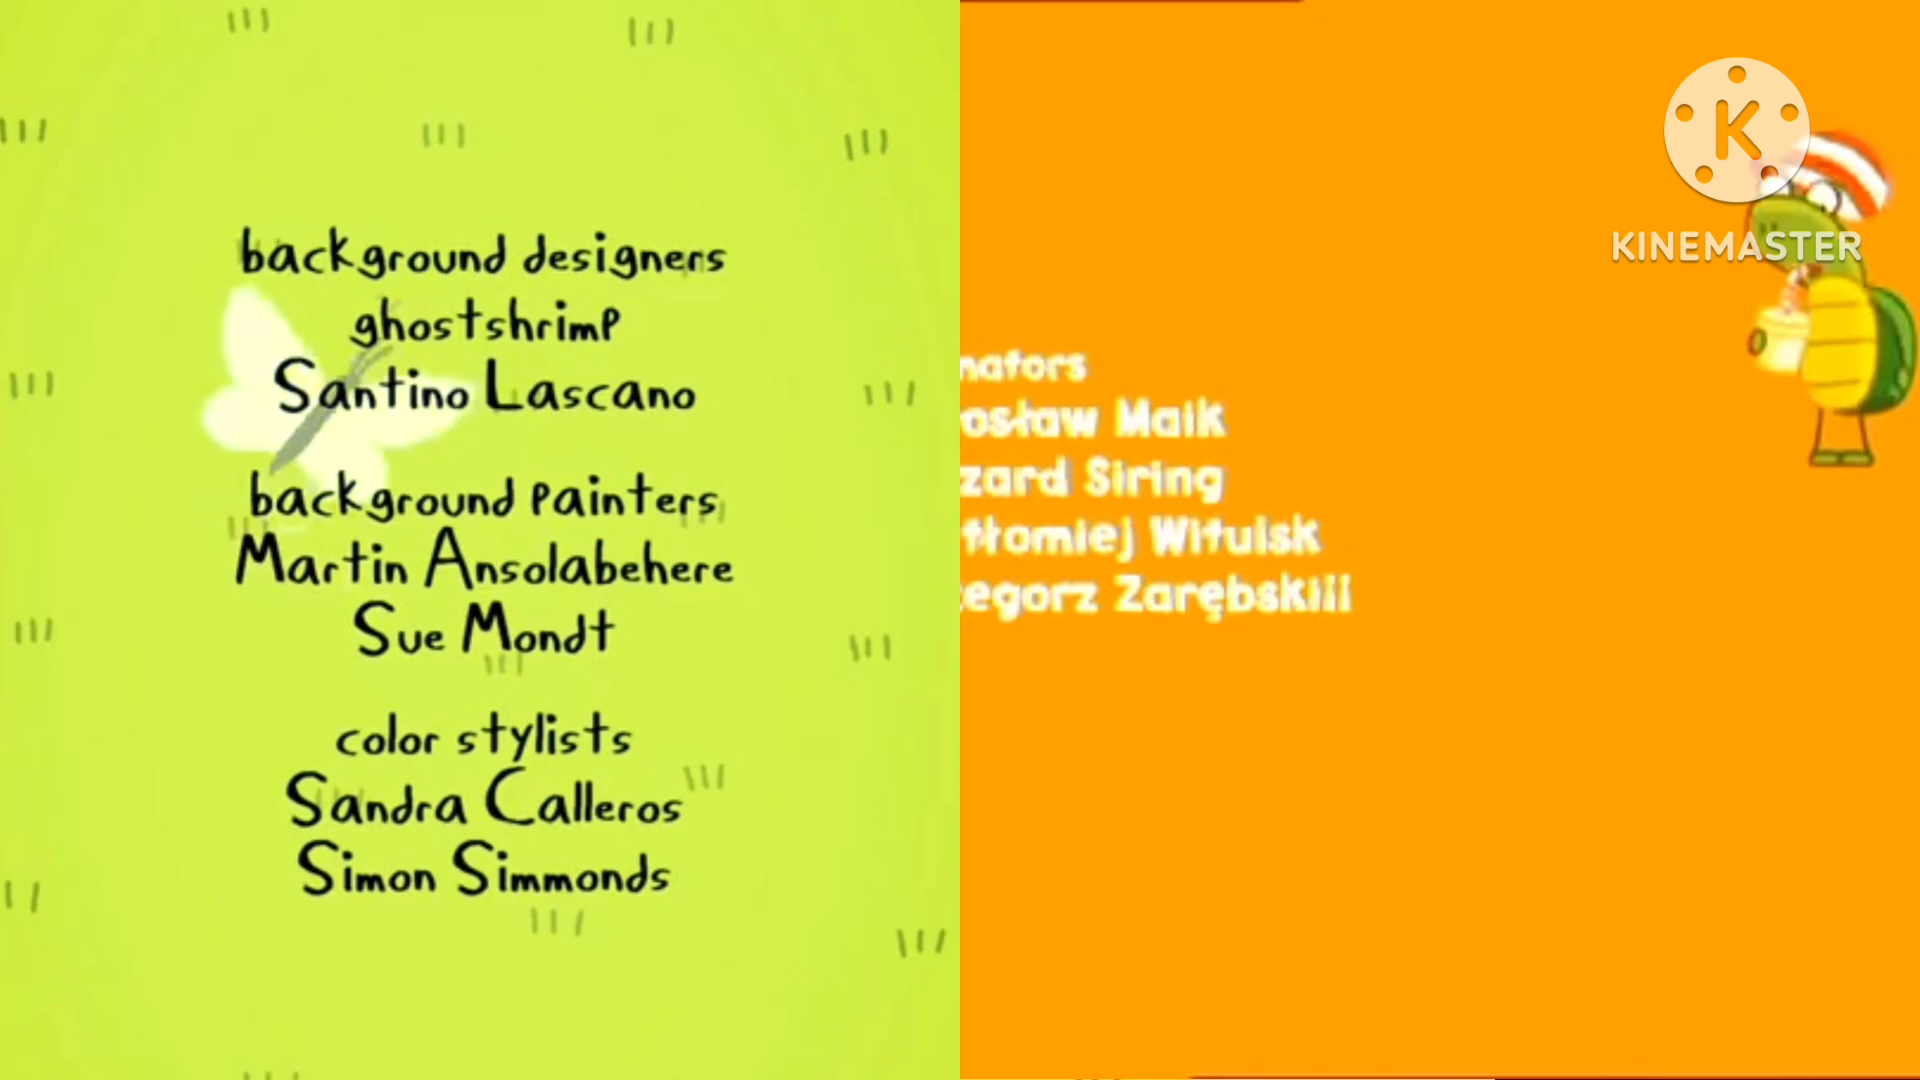 background designers
ghostshrimp
Santino Lascano
background painters
Martin Ansolabehere
Sue Mondt
color stylists
Sandra Calleros
Simon Simmonds
nators
osław Maik
zard Siring
tłomiej Witulsk
egorz Zarębskiii
K
KINEMASTER